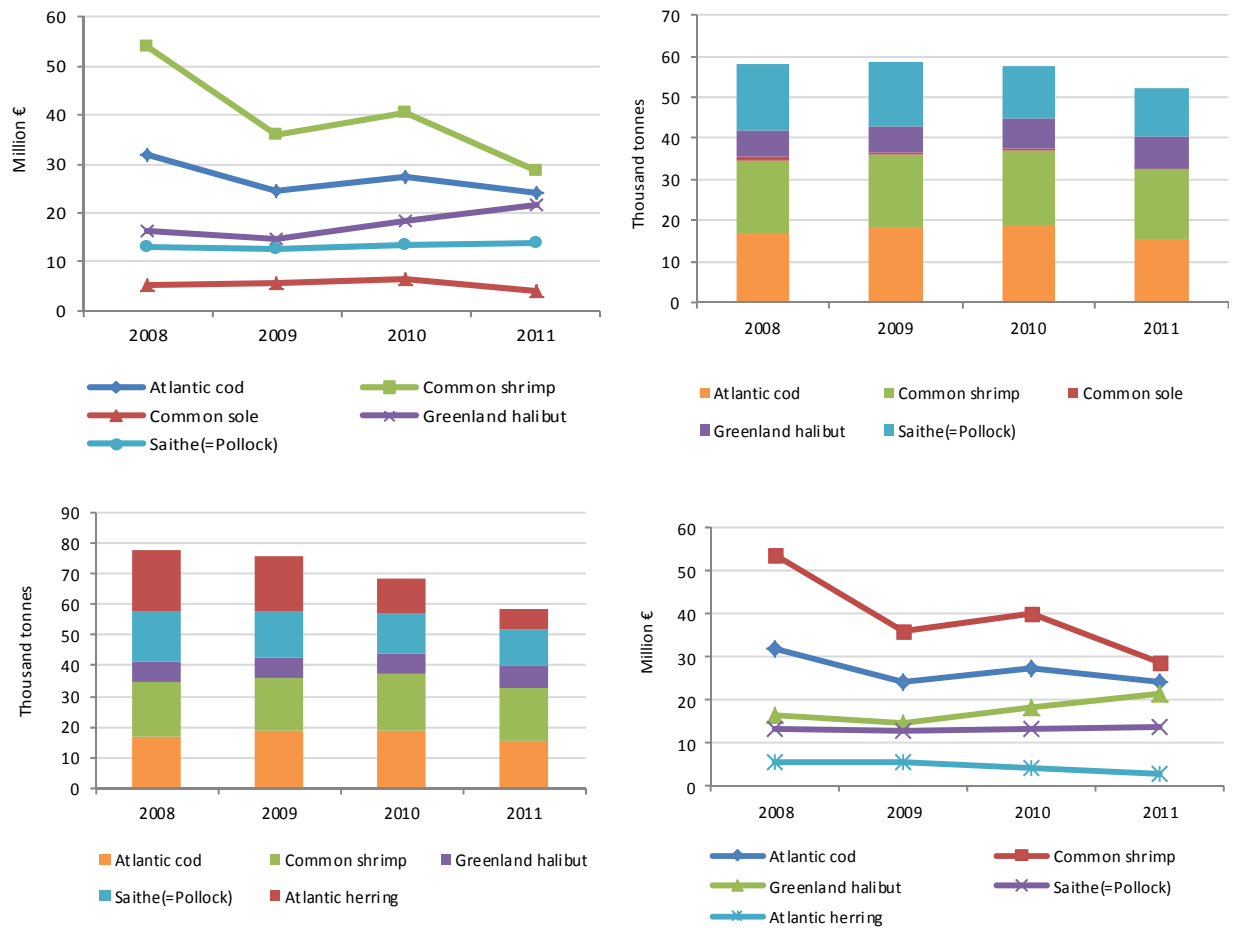 60
50
40
30
20
10
0
Million €
2008 2009 2010 2011
Atlantic cod Common shrimp
Common sole Greenland halibut
Saithe(=Pollock)
70
60
50
40
30
20
10
0
Thousand tonnes
2008 2009 2010 2011
Atlantic cod Common shrimp Common sole
Greenland halibut Saithe(=Pollock)
90
80
70
60
50
40
30
20
10
0
Thousand tonnes
2008 2009 2010 2011
Atlantic cod Common shrimp Greenland halibut
Saithe(=Pollock) Atlantic herring
60
50
40
30
20
10
0
Million €
2008 2009 2010 2011
Atlantic cod Common shrimp
Greenland halibut Saithe(=Pollock)
Atlantic herring